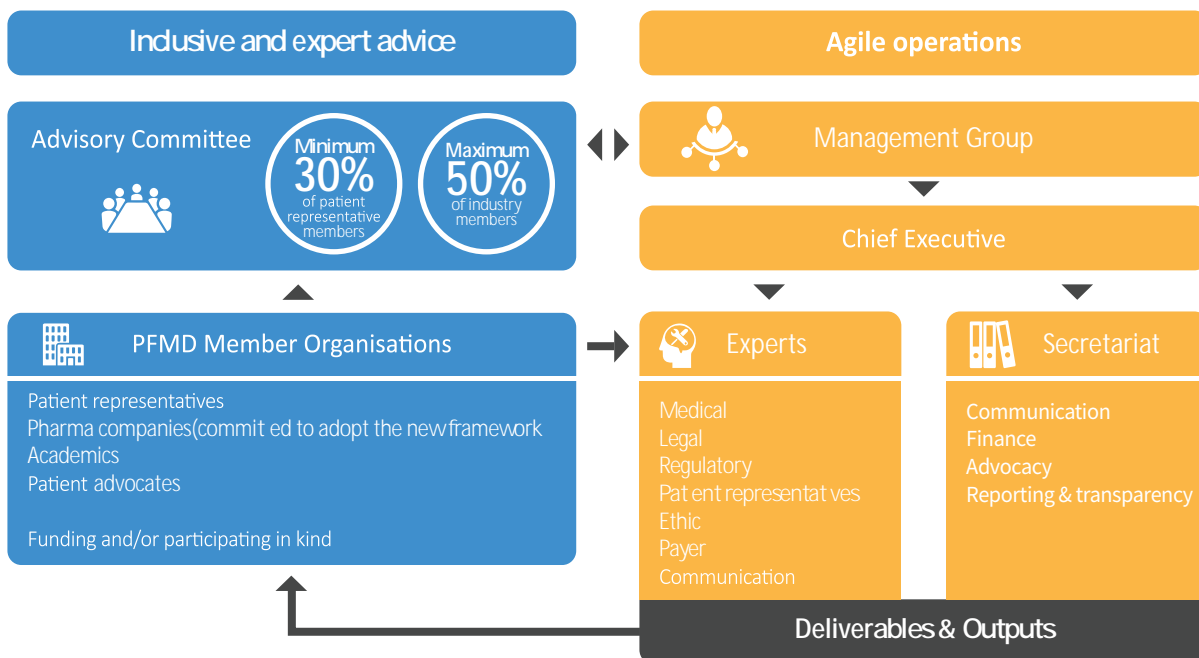 Inclusive and expert advice
Agile operations
Advisory Committee
Minimum
30%
of patient
representative
members
Maximum
50%
of industry
members
Management Group
Chief Executive
PFMD Member Organisations
Patient representatives
Pharma companies(commit ed to adopt the new framework
Academics
Patient advocates
Funding and/or participating in kind
Experts
Medical
Legal
Regulatory
Pat ent representat ves
Ethic
Payer
Communication
Secretariat
Communication
Finance
Advocacy
Reporting & transparency
Deliverables & Outputs